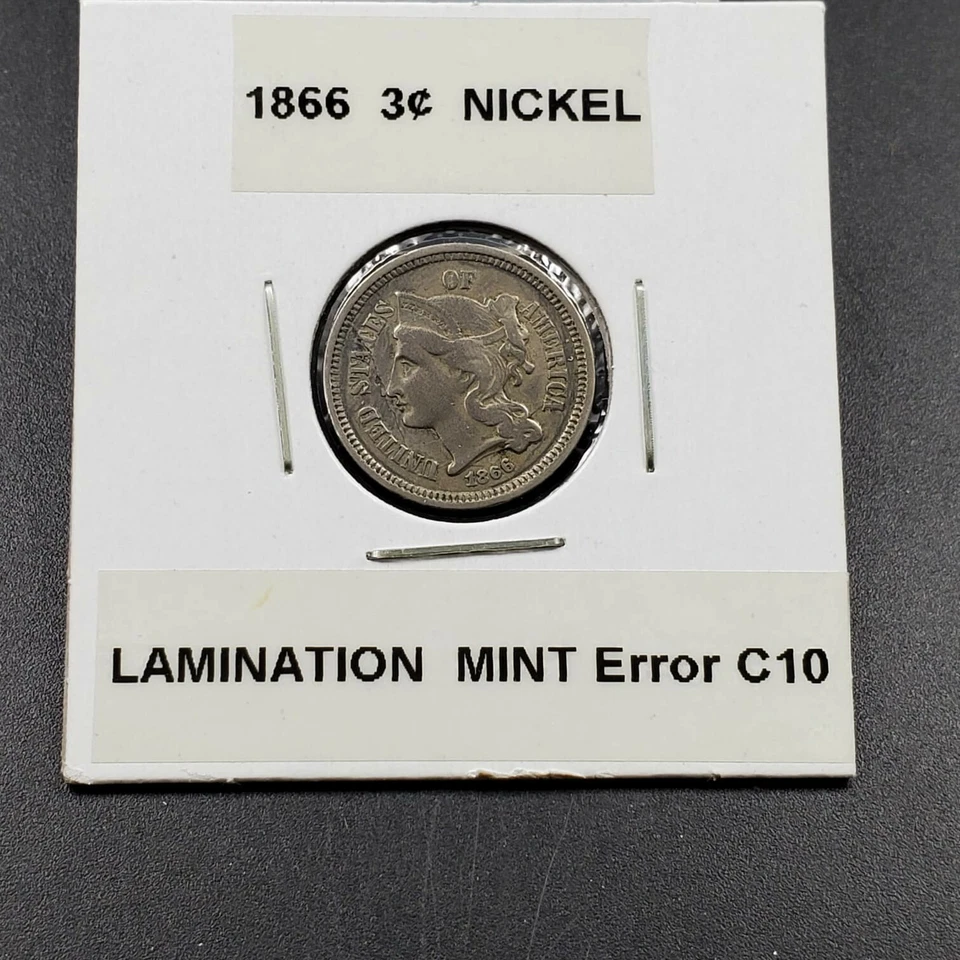 1866 3¢ NICKEL
UNITED STATES OF AMERICA
1866
LAMINATION MINT Error C10